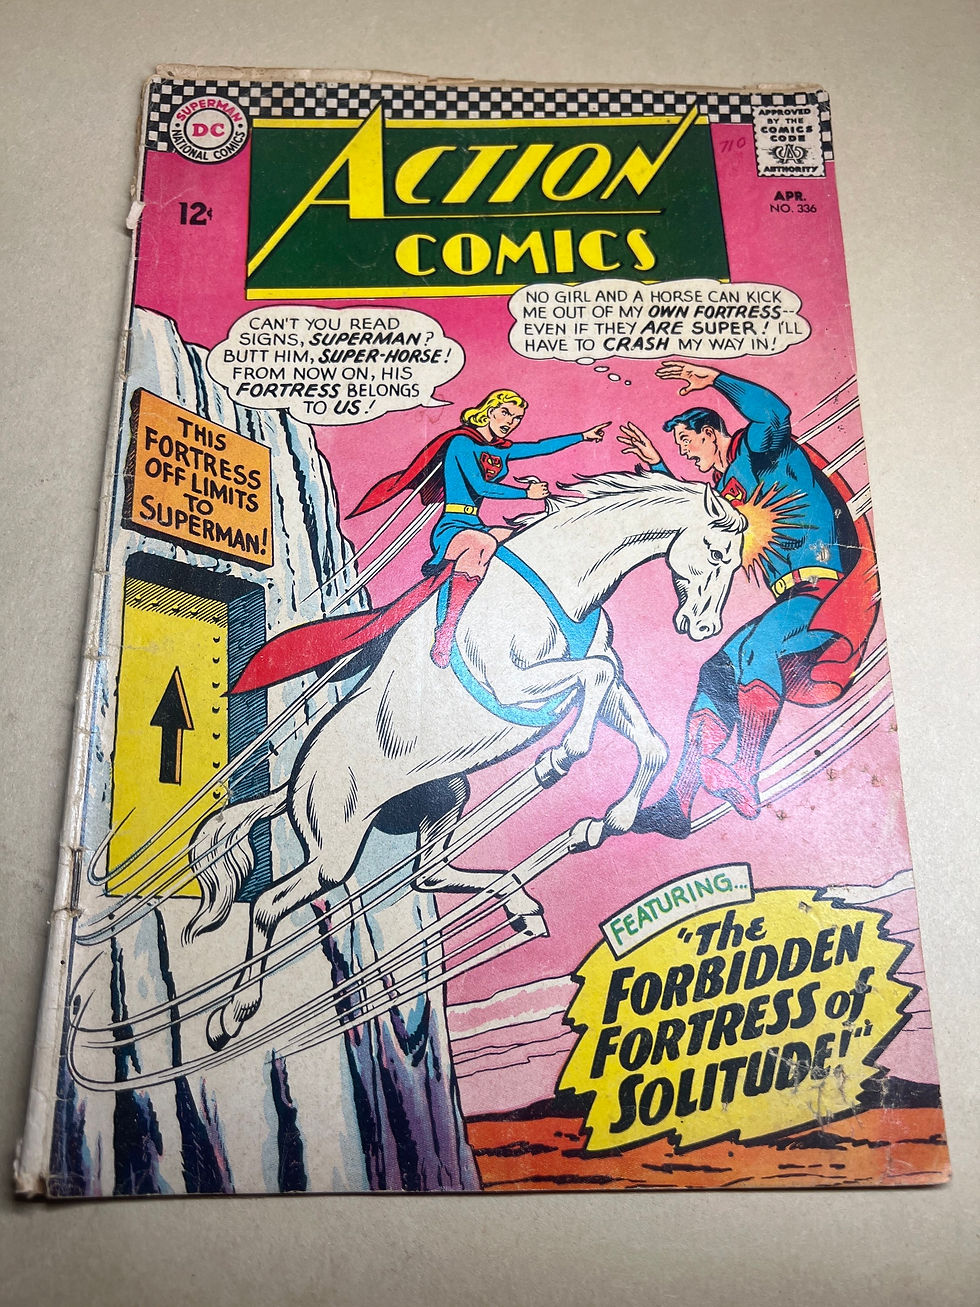 SUPERMAN
DC
NATIONAL COMICS
ACTION
COMICS
710
APPROVED
BY THE
COMICS
CODE
AUTHORITY
12¢
APR.
NO. 336
CAN'T YOU READ
SIGNS, SUPERMAN?
BUTT HIM, SUPER-HORSE!
FROM NOW ON, HIS
FORTRESS BELONGS
TO US!
NO GIRL AND A HORSE CAN KICK
ME OUT OF MY OWN FORTRESS--
EVEN IF THEY ARE SUPER! I'LL
HAVE TO CRASH MY WAY IN!
THIS
FORTRESS
OFF LIMITS
TO
SUPERMAN!
FEATURING...
"The
FORBIDDEN
FORTRESS of
SOLITUDE!"